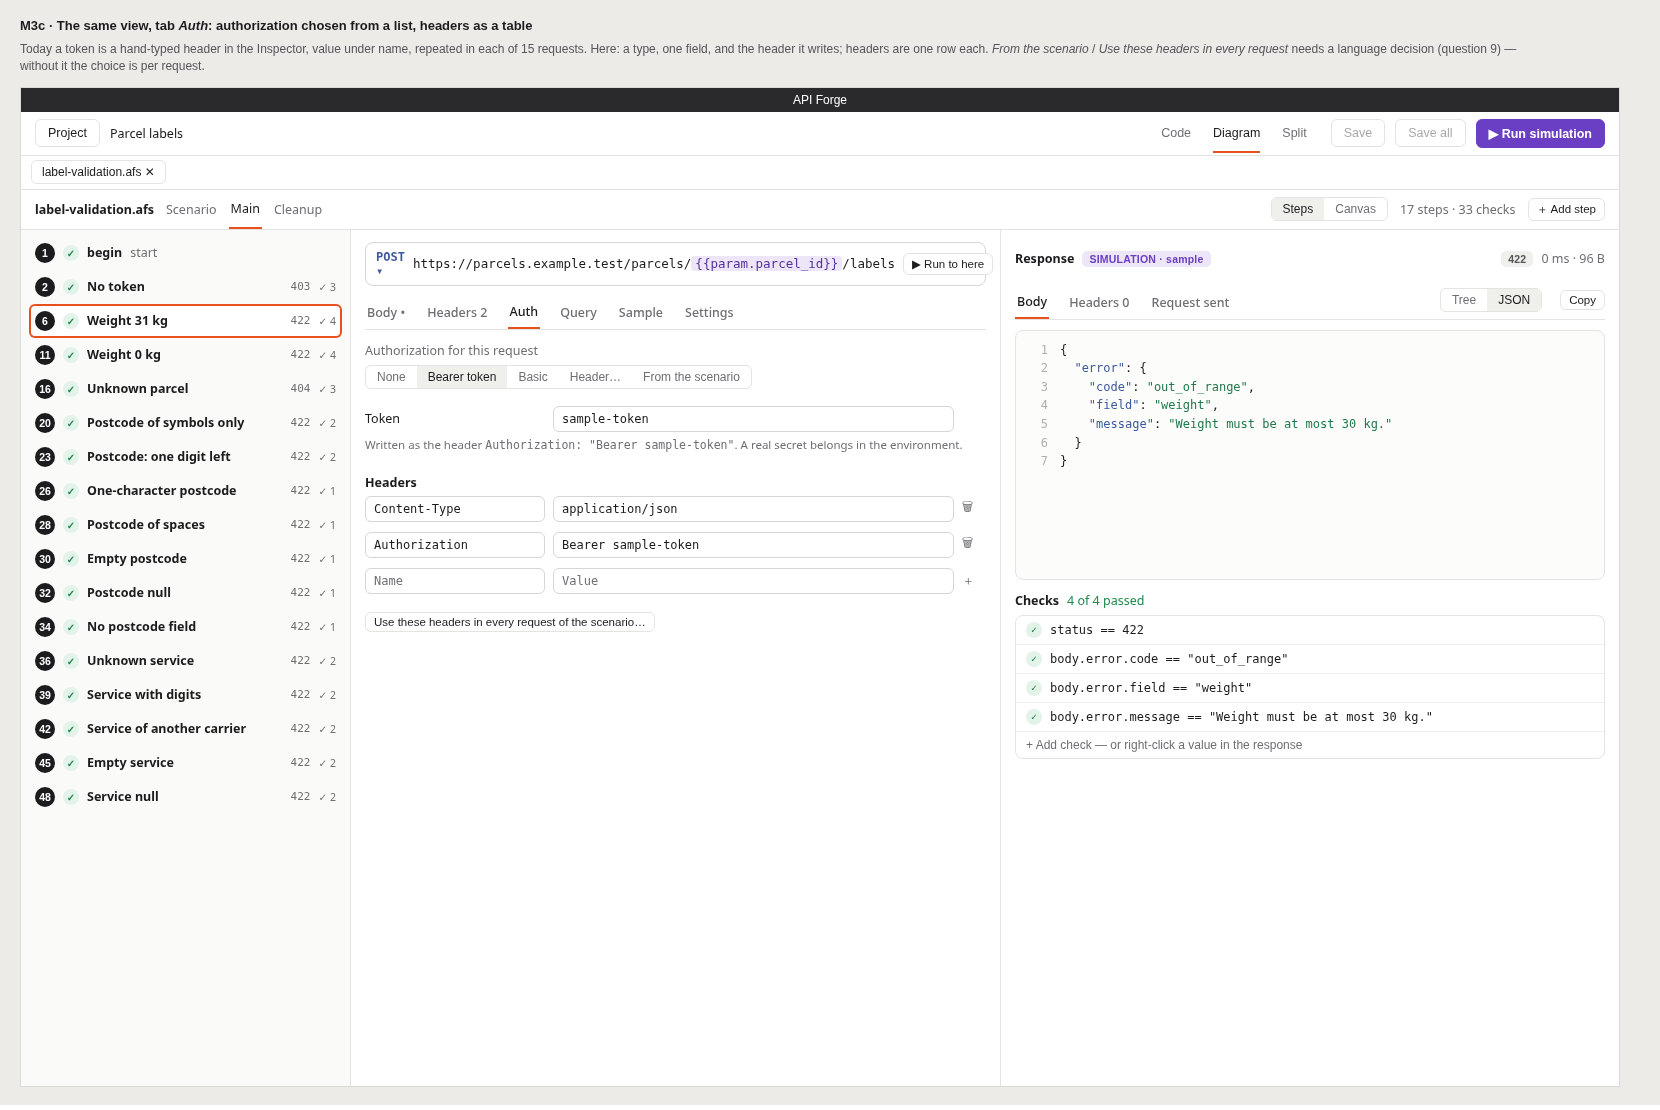 M3c · The same view, tab Auth: authorization chosen from a list, headers as a table
Today a token is a hand-typed header in the Inspector, value under name, repeated in each of 15 requests. Here: a type, one field, and the header it writes; headers are one row each. From the scenario / Use these headers in every request needs a language decision (question 9) —
without it the choice is per request.
API Forge
Project Parcel labels Code Diagram Split Save Save all ▶ Run simulation
label-validation.afs ✕
label-validation.afs Scenario Main Cleanup Steps Canvas 17 steps · 33 checks + Add step
1 ✓ begin start
2 ✓ No token 403 ✓ 3
6 ✓ Weight 31 kg 422 ✓ 4
11 ✓ Weight 0 kg 422 ✓ 4
16 ✓ Unknown parcel 404 ✓ 3
20 ✓ Postcode of symbols only 422 ✓ 2
23 ✓ Postcode: one digit left 422 ✓ 2
26 ✓ One-character postcode 422 ✓ 1
28 ✓ Postcode of spaces 422 ✓ 1
30 ✓ Empty postcode 422 ✓ 1
32 ✓ Postcode null 422 ✓ 1
34 ✓ No postcode field 422 ✓ 1
36 ✓ Unknown service 422 ✓ 2
39 ✓ Service with digits 422 ✓ 2
42 ✓ Service of another carrier 422 ✓ 2
45 ✓ Empty service 422 ✓ 2
48 ✓ Service null 422 ✓ 2
POST ▾ https://parcels.example.test/parcels/{{param.parcel_id}}/labels ▶ Run to here
Body • Headers 2 Auth Query Sample Settings
Authorization for this request
None Bearer token Basic Header… From the scenario
Token sample-token
Written as the header Authorization: "Bearer sample-token". A real secret belongs in the environment.
Headers
Content-Type application/json
Authorization Bearer sample-token
Name Value +
Use these headers in every request of the scenario…
Response SIMULATION · sample 422 0 ms · 96 B
Body Headers 0 Request sent Tree JSON Copy
1 {
2 "error": {
3 "code": "out_of_range",
4 "field": "weight",
5 "message": "Weight must be at most 30 kg."
6 }
7 }
Checks 4 of 4 passed
✓ status == 422
✓ body.error.code == "out_of_range"
✓ body.error.field == "weight"
✓ body.error.message == "Weight must be at most 30 kg."
+ Add check — or right-click a value in the response